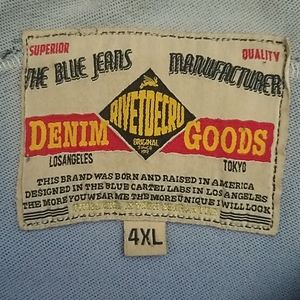 SUPERIOR QUALITY
THE BLUE JEANS MANUFACTURER
RIVETDECRU
DENIM GOODS
ORIGINAL
SINCE
LOSANGELES TOKYO
THIS BRAND WAS BORN AND RAISED IN AMERICA
DESIGNED IN THE BLUE CARTEL LABS IN LOS ANGELES
THE MORE YOU WEAR ME THE MORE UNIQUE I WILL LOOK
4XL